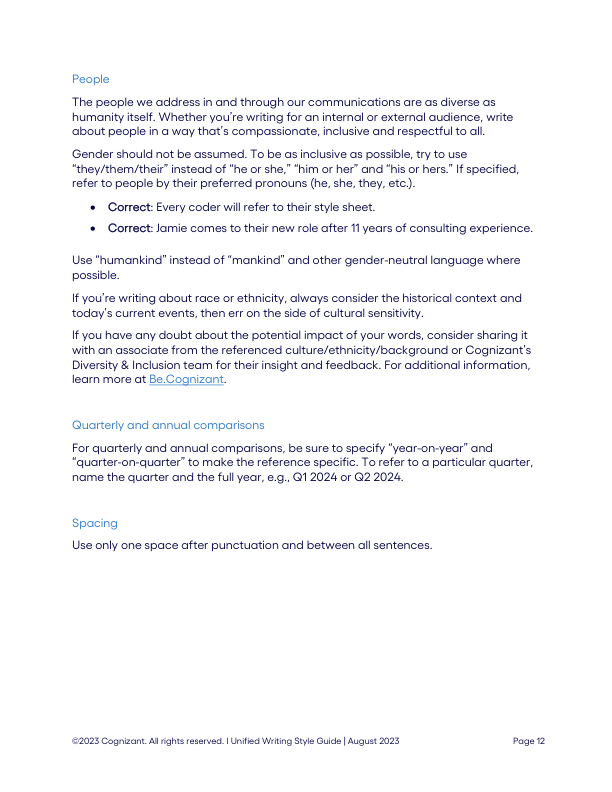 People
The people we address in and through our communications are as diverse as
humanity itself. Whether you’re writing for an internal or external audience, write
about people in a way that’s compassionate, inclusive and respectful to all.
Gender should not be assumed. To be as inclusive as possible, try to use
“they/them/their” instead of “he or she,” “him or her” and “his or hers.” If specified,
refer to people by their preferred pronouns (he, she, they, etc.).
• Correct: Every coder will refer to their style sheet.
• Correct: Jamie comes to their new role after 11 years of consulting experience.
Use “humankind” instead of “mankind” and other gender-neutral language where
possible.
If you’re writing about race or ethnicity, always consider the historical context and
today’s current events, then err on the side of cultural sensitivity.
If you have any doubt about the potential impact of your words, consider sharing it
with an associate from the referenced culture/ethnicity/background or Cognizant’s
Diversity & Inclusion team for their insight and feedback. For additional information,
learn more at Be.Cognizant.
Quarterly and annual comparisons
For quarterly and annual comparisons, be sure to specify “year-on-year” and
“quarter-on-quarter” to make the reference specific. To refer to a particular quarter,
name the quarter and the full year, e.g., Q1 2024 or Q2 2024.
Spacing
Use only one space after punctuation and between all sentences.
©2023 Cognizant. All rights reserved. I Unified Writing Style Guide | August 2023 Page 12